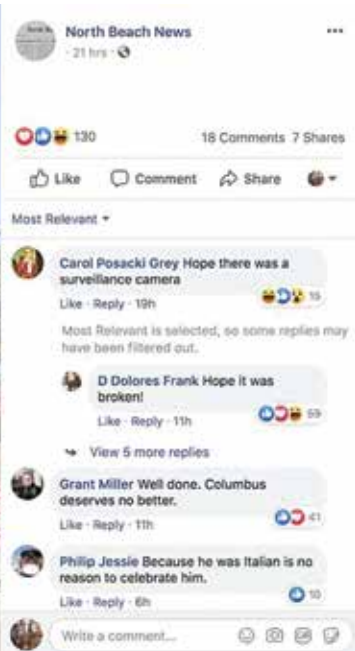 North Beach News
21 hrs
130
18 Comments 7 Shares
Like Comment Share
Most Relevant
Carol Posacki Grey Hope there was a
surveillance camera
Like · Reply · 19h
Most Relevant is selected, so some replies may
have been filtered out.
D Dolores Frank Hope it was
broken!
59
Like · Reply · 11h
View 5 more replies
Grant Miller Well done. Columbus
deserves no better.
41
Like · Reply · 11h
Philip Jessie Because he was Italian is no
reason to celebrate him.
10
Like · Reply · 6h
Write a comment...